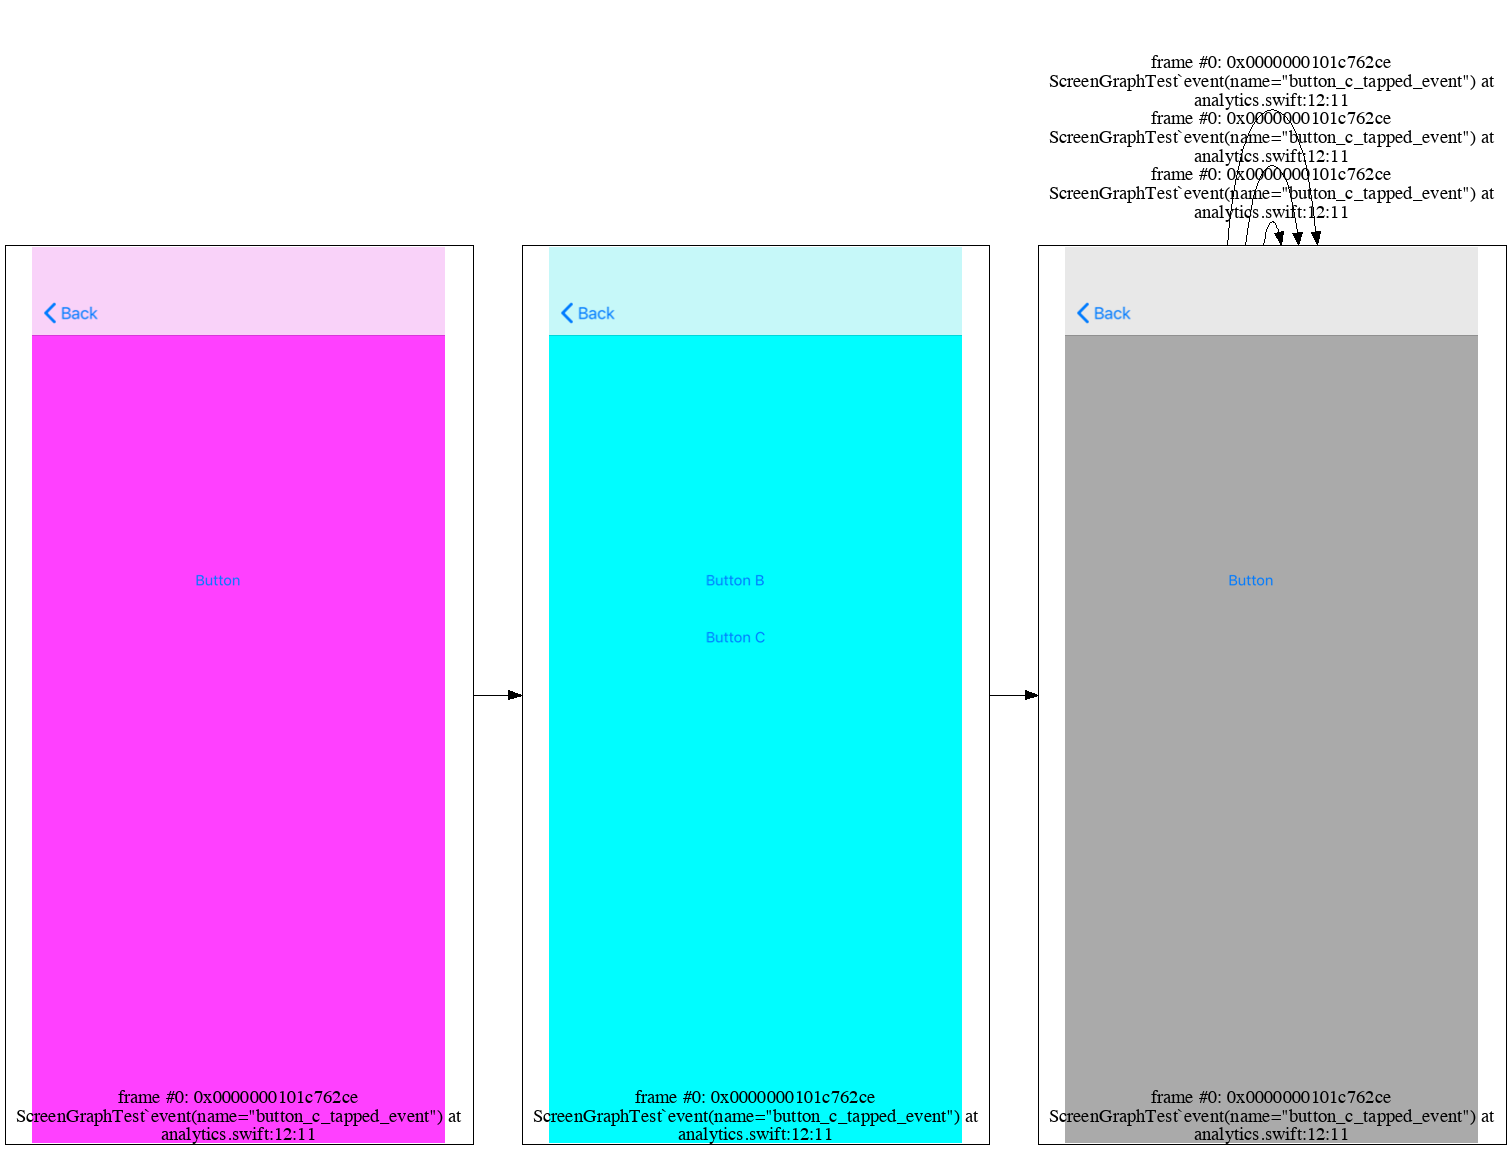 frame #0: 0x0000000101c762ce
ScreenGraphTest`event(name="button_c_tapped_event") at
analytics.swift:12:11
frame #0: 0x0000000101c762ce
ScreenGraphTest`event(name="button_c_tapped_event") at
analytics.swift:12:11
frame #0: 0x0000000101c762ce
ScreenGraphTest`event(name="button_c_tapped_event") at
analytics.swift:12:11
Back
Button
frame #0: 0x0000000101c762ce
ScreenGraphTest`event(name="button_c_tapped_event") at
analytics.swift:12:11
Back
Button B
Button C
frame #0: 0x0000000101c762ce
ScreenGraphTest`event(name="button_c_tapped_event") at
analytics.swift:12:11
Back
Button
frame #0: 0x0000000101c762ce
ScreenGraphTest`event(name="button_c_tapped_event") at
analytics.swift:12:11